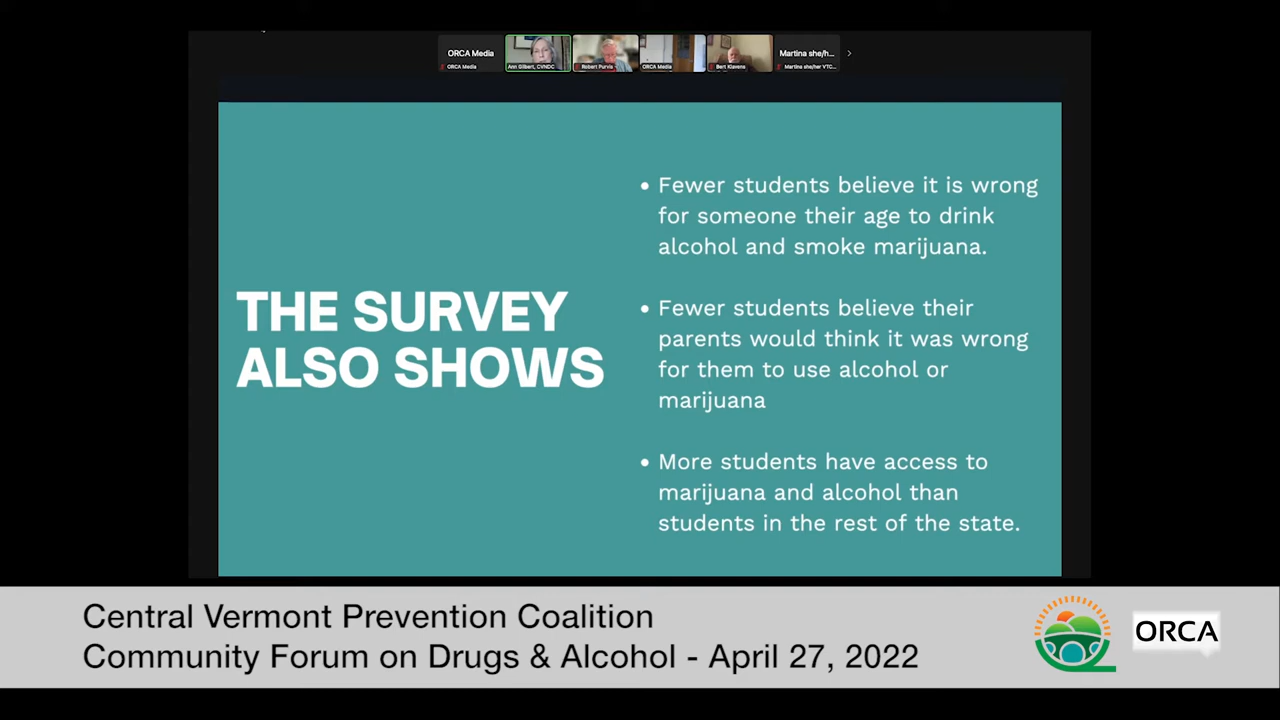 ORCA Media
ORCA Media
Ann Gilbert, CVNDC
Robert Purvis
ORCA Media
Bert Klavens
Martina she/h...
Martina she/her VTC...
THE SURVEY
ALSO SHOWS
• Fewer students believe it is wrong
for someone their age to drink
alcohol and smoke marijuana.
• Fewer students believe their
parents would think it was wrong
for them to use alcohol or
marijuana
• More students have access to
marijuana and alcohol than
students in the rest of the state.
Central Vermont Prevention Coalition
Community Forum on Drugs & Alcohol - April 27, 2022
ORCA